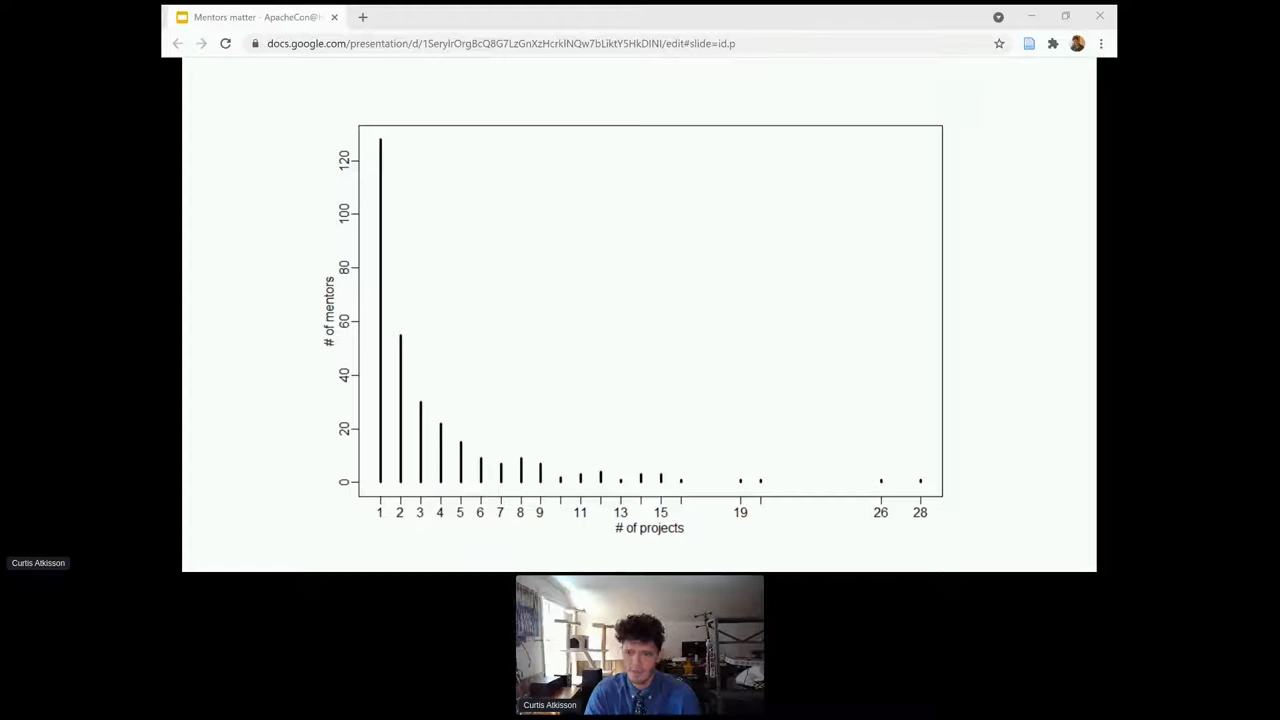 Mentors matter - ApacheCon@H
docs.google.com/presentation/d/1SerylrOrgBcQ8G7LzGnXzHcrklNQw7bLiktY5HkDINI/edit#slide=id.p
120
100
80
60
40
20
0
# of mentors
1 2 3 4 5 6 7 8 9 11 13 15 19 26 28
# of projects
Curtis Atkisson
Curtis Atkisson